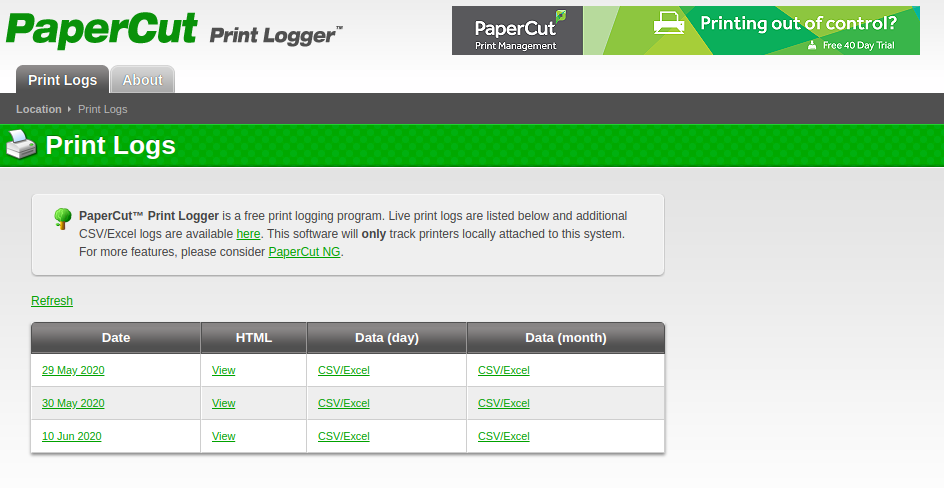 PaperCut Print Logger™
PaperCut
Print Management
Printing out of control?
Free 40 Day Trial
Print Logs About
Location Print Logs
Print Logs
PaperCut™ Print Logger is a free print logging program. Live print logs are listed below and additional
CSV/Excel logs are available here. This software will only track printers locally attached to this system.
For more features, please consider PaperCut NG.
Refresh
Date HTML Data (day) Data (month)
29 May 2020 View CSV/Excel CSV/Excel
30 May 2020 View CSV/Excel CSV/Excel
10 Jun 2020 View CSV/Excel CSV/Excel